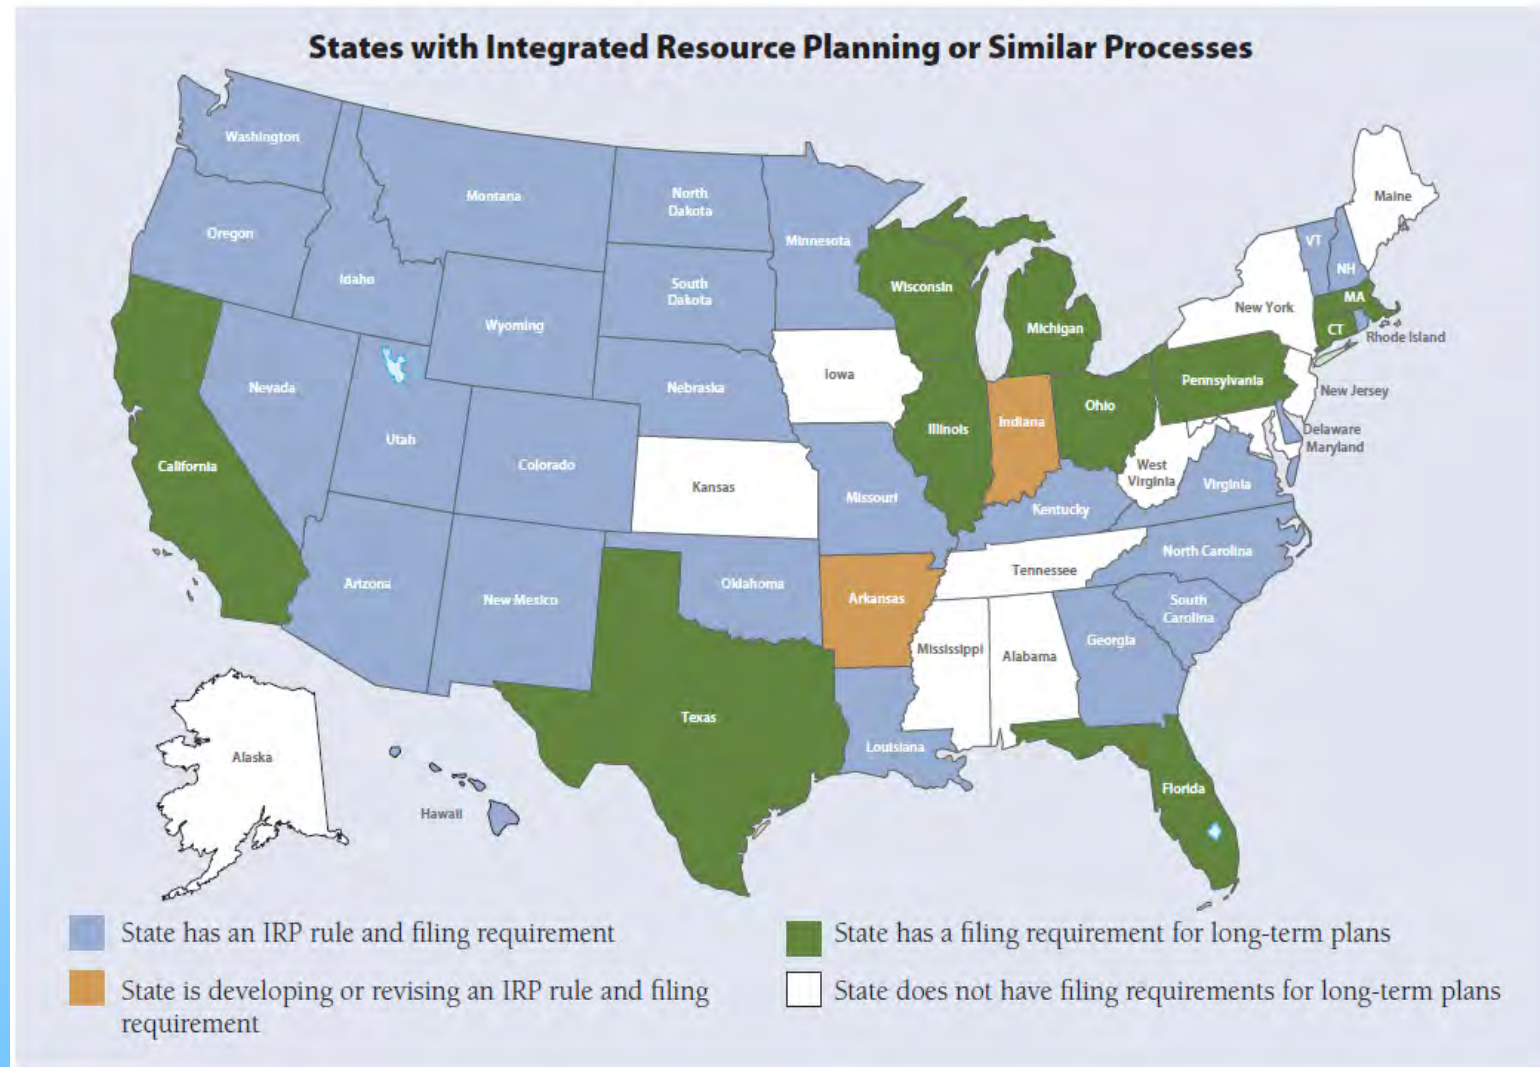 States with Integrated Resource Planning or Similar Processes
Washington
Oregon
Idaho
Montana
North
Dakota
Minnesota
South
Dakota
Wyoming
Wisconsin
Michigan
Maine
VT
NH
New York
MA
CT
Rhode Island
Nevada
Utah
Colorado
Nebraska
Iowa
Illinois
Indiana
Ohio
Pennsylvania
New Jersey
Delaware
Maryland
West
Virginia
Virginia
California
Kansas
Missouri
Kentucky
North Carolina
Tennessee
South
Carolina
Arizona
New Mexico
Oklahoma
Arkansas
Mississippi
Alabama
Georgia
Texas
Louisiana
Florida
Alaska
Hawaii
State has an IRP rule and filing requirement
State is developing or revising an IRP rule and filing
requirement
State has a filing requirement for long-term plans
State does not have filing requirements for long-term plans